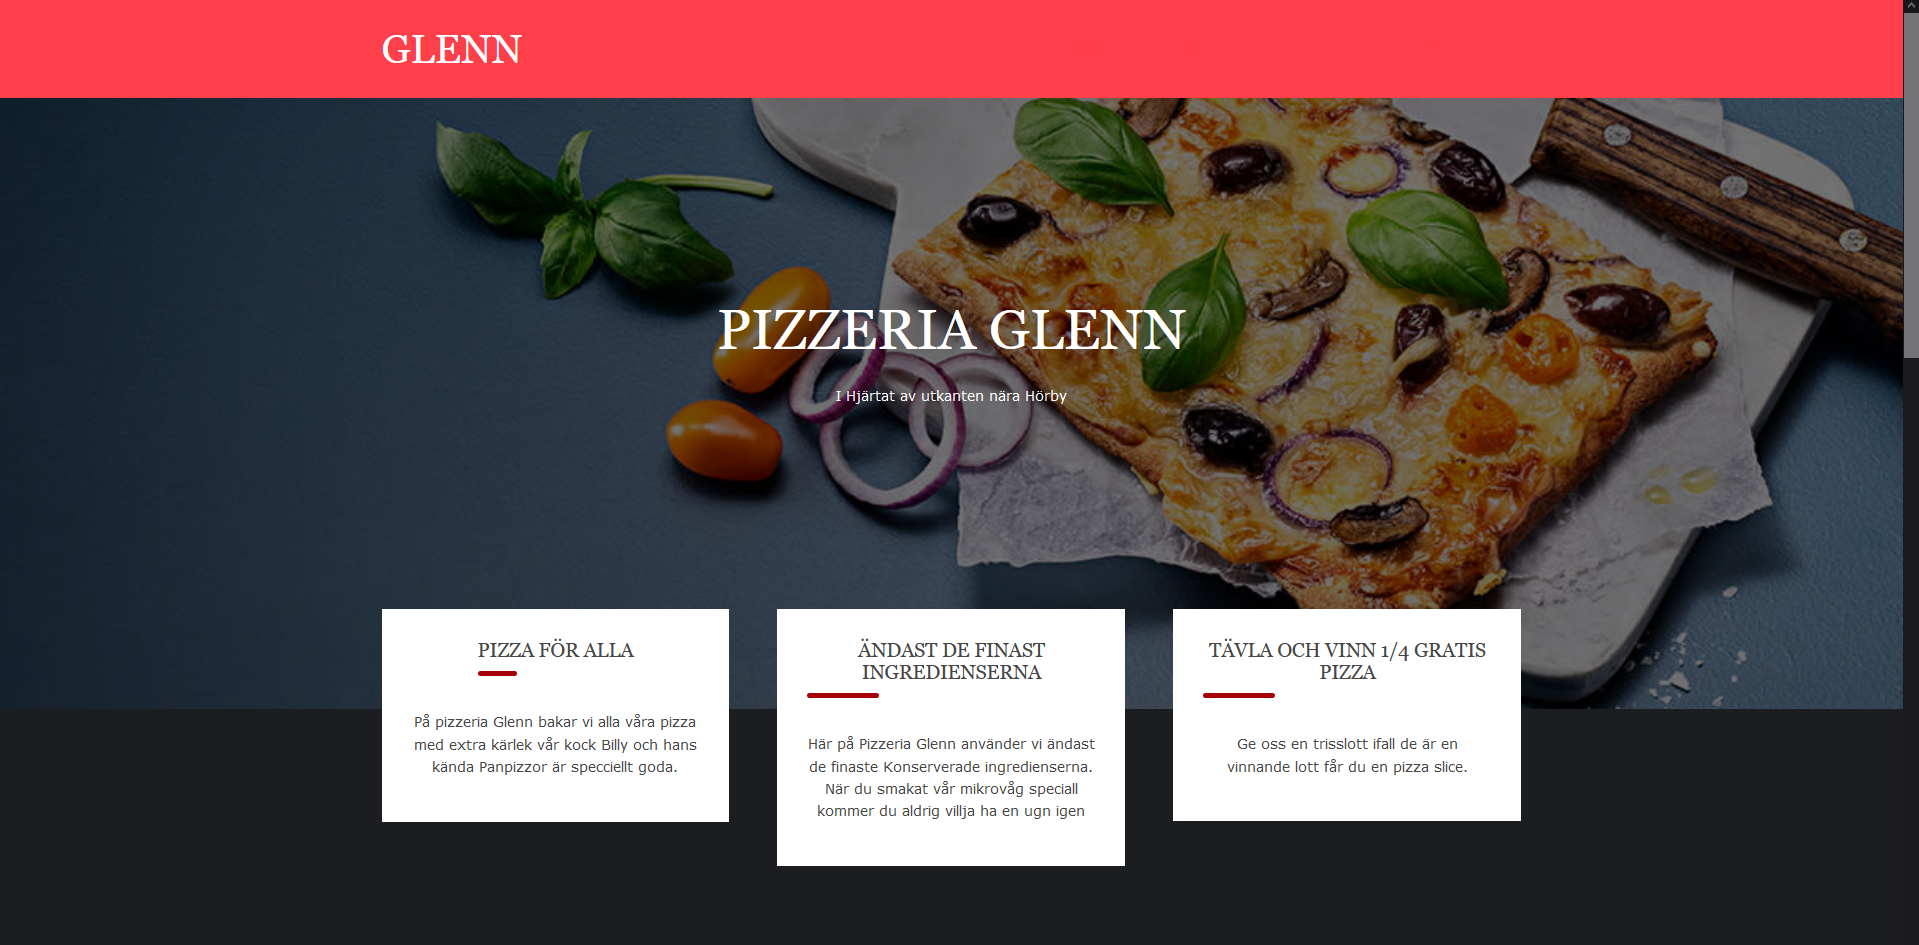 GLENN
PIZZERIA GLENN
I Hjärtat av utkanten nära Hörby
PIZZA FÖR ALLA
På pizzeria Glenn bakar vi alla våra pizza
med extra kärlek vår kock Billy och hans
kända Panpizzor är specciellt goda.
ÄNDAST DE FINAST
INGREDIENSERNA
Här på Pizzeria Glenn använder vi ändast
de finaste Konserverade ingredienserna.
När du smakat vår mikrovåg speciall
kommer du aldrig villja ha en ugn igen
TÄVLA OCH VINN 1/4 GRATIS
PIZZA
Ge oss en trisslott ifall de är en
vinnande lott får du en pizza slice.